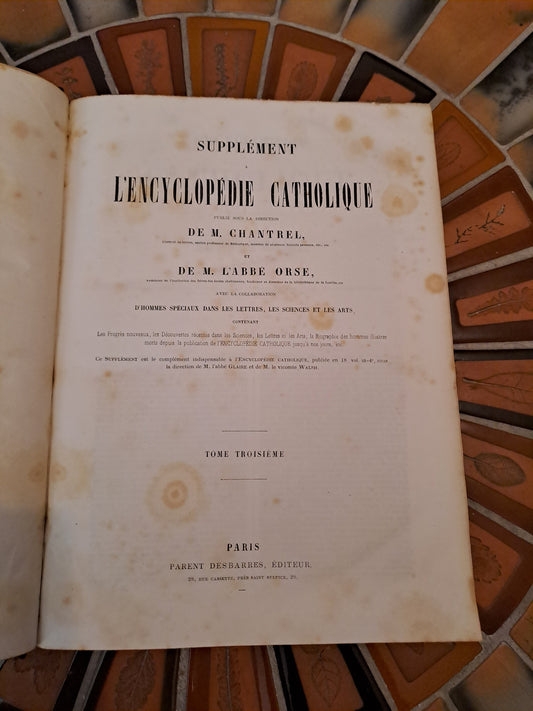 SUPPLÉMENT
A
L'ENCYCLOPÉDIE CATHOLIQUE
PUBLIÉ SOUS LA DIRECTION
DE M. CHANTREL,
ET
DE M. L'ABBÉ ORSE,
AVEC LA COLLABORATION
D'HOMMES SPÉCIAUX DANS LES LETTRES, LES SCIENCES ET LES ARTS,
CONTENANT
Les Progrès nouveaux, les Découvertes récentes dans les Sciences, les Lettres et les Arts, la Biographie des hommes illustres
morts depuis la publication de l'ENCYCLOPÉDIE CATHOLIQUE jusqu'à nos jours, etc.
Ce SUPPLÉMENT est le complément indispensable à l'ENCYCLOPÉDIE CATHOLIQUE, publiée en 18 vol. in-4º, sous
la direction de M. l'abbé GLAIRE et de M. le vicomte WALSH.
TOME TROISIÈME
PARIS
PARENT DESBARRES, ÉDITEUR,
28, RUE CASSETTE, PRÈS SAINT SULPICE, 28.